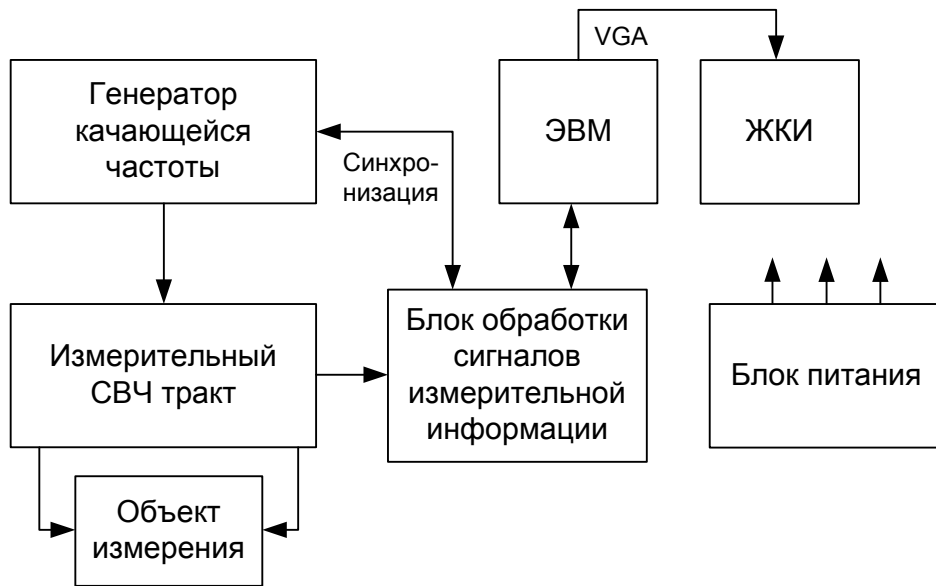 Генератор
качающейся
частоты
Синхро-
низация
VGA
ЭВМ
ЖКИ
Измерительный
СВЧ тракт
Блок обработки
сигналов
измерительной
информации
Блок питания
Объект
измерения